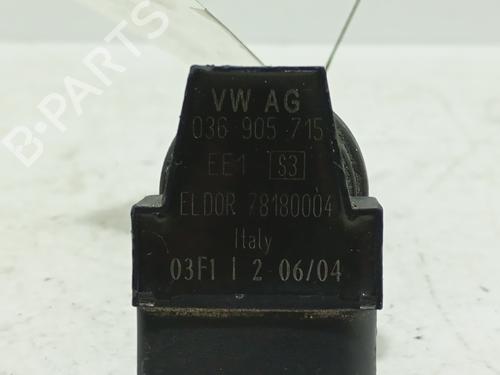 B-PARTS
VW AG
036 905 715
EE1 S3
ELDOR 78180004
Italy
03F1 I 2 06/04